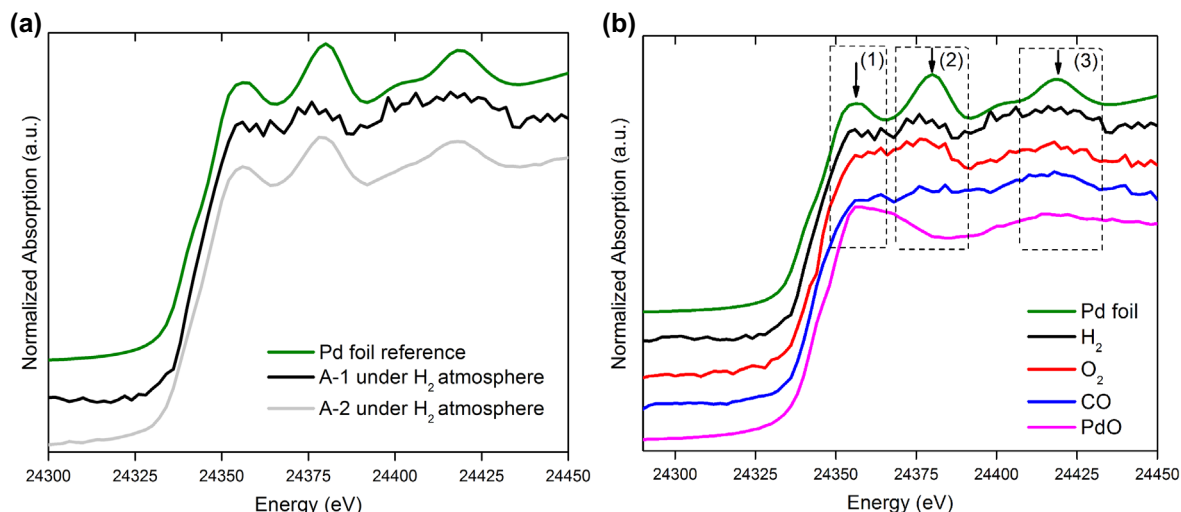 (a)
Normalized Absorption (a.u.)
Pd foil reference
A-1 under H2 atmosphere
A-2 under H2 atmosphere
24300 24325 24350 24375 24400 24425 24450
Energy (eV)
(b)
Normalized Absorption (a.u.)
(1) (2) (3)
Pd foil
H2
O2
CO
PdO
24300 24325 24350 24375 24400 24425 24450
Energy (eV)